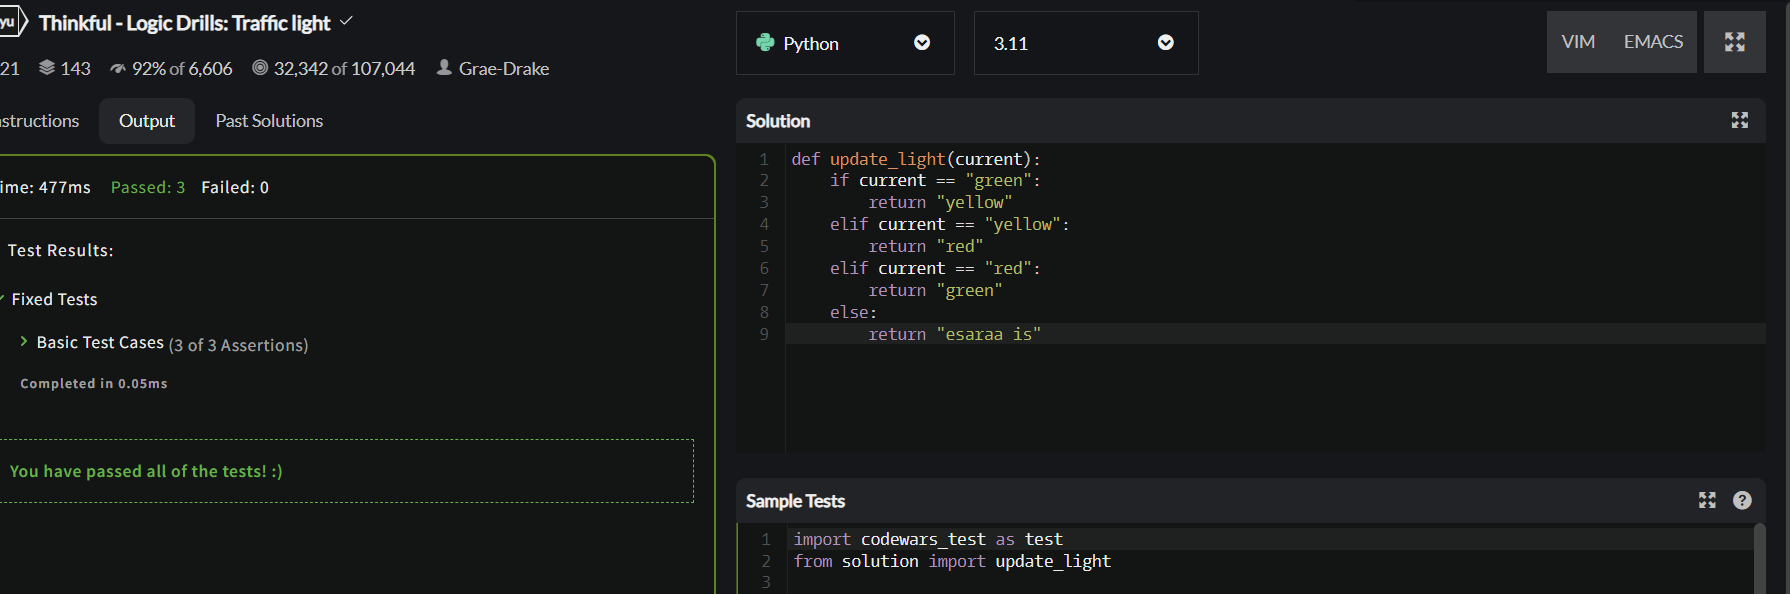 yu Thinkful - Logic Drills: Traffic light
21 143 92% of 6,606 32,342 of 107,044 Grae-Drake
nstructions Output Past Solutions
ime: 477ms Passed: 3 Failed: 0
Test Results:
Fixed Tests
Basic Test Cases (3 of 3 Assertions)
Completed in 0.05ms
You have passed all of the tests! :)
Python 3.11 VIM EMACS
Solution
1 def update_light(current):
2     if current == "green":
3         return "yellow"
4     elif current == "yellow":
5         return "red"
6     elif current == "red":
7         return "green"
8     else:
9         return "esaraa is"
Sample Tests ?
1 import codewars_test as test
2 from solution import update_light
3